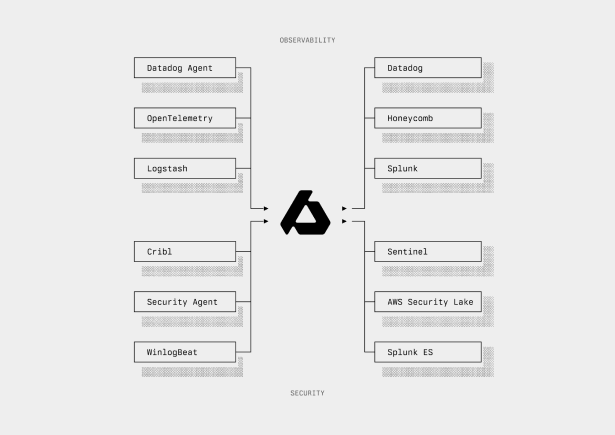 OBSERVABILITY
Datadog Agent
Datadog
OpenTelemetry
Honeycomb
Logstash
Splunk
Cribl
Sentinel
Security Agent
AWS Security Lake
WinlogBeat
Splunk ES
SECURITY